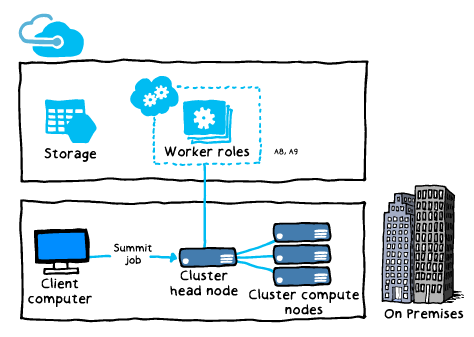 Storage
Worker roles
A8, A9
Summit
job
Client
computer
Cluster
head node
Cluster compute
nodes
On Premises